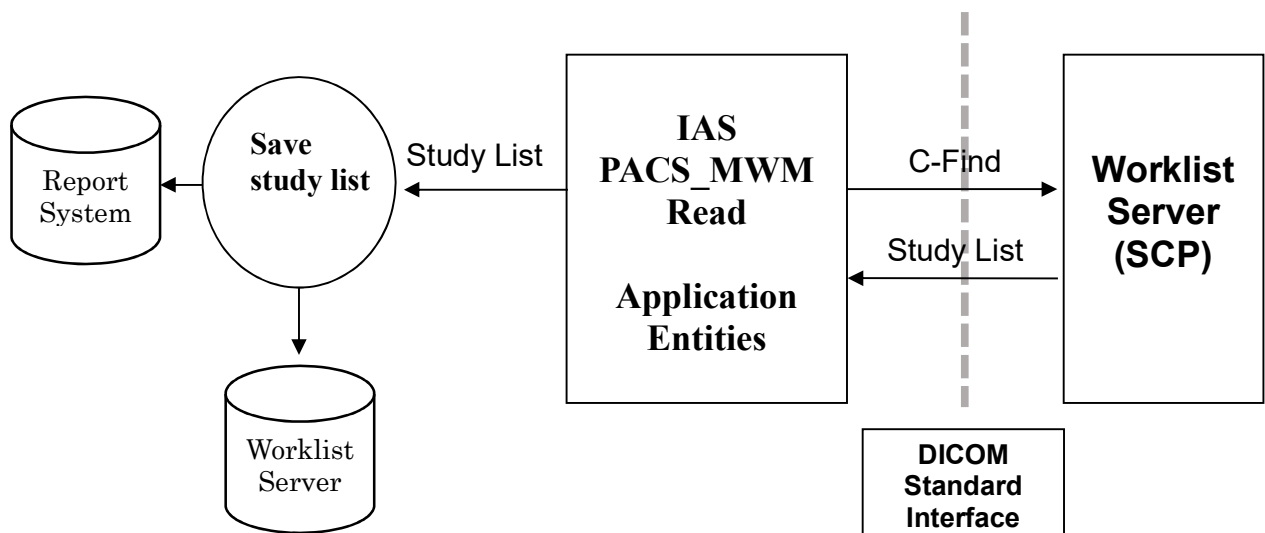 Report
System
Save
study list
Worklist
Server
Study List
IAS
PACS_MWM
Read
Application
Entities
C-Find
Study List
Worklist
Server
(SCP)
DICOM
Standard
Interface